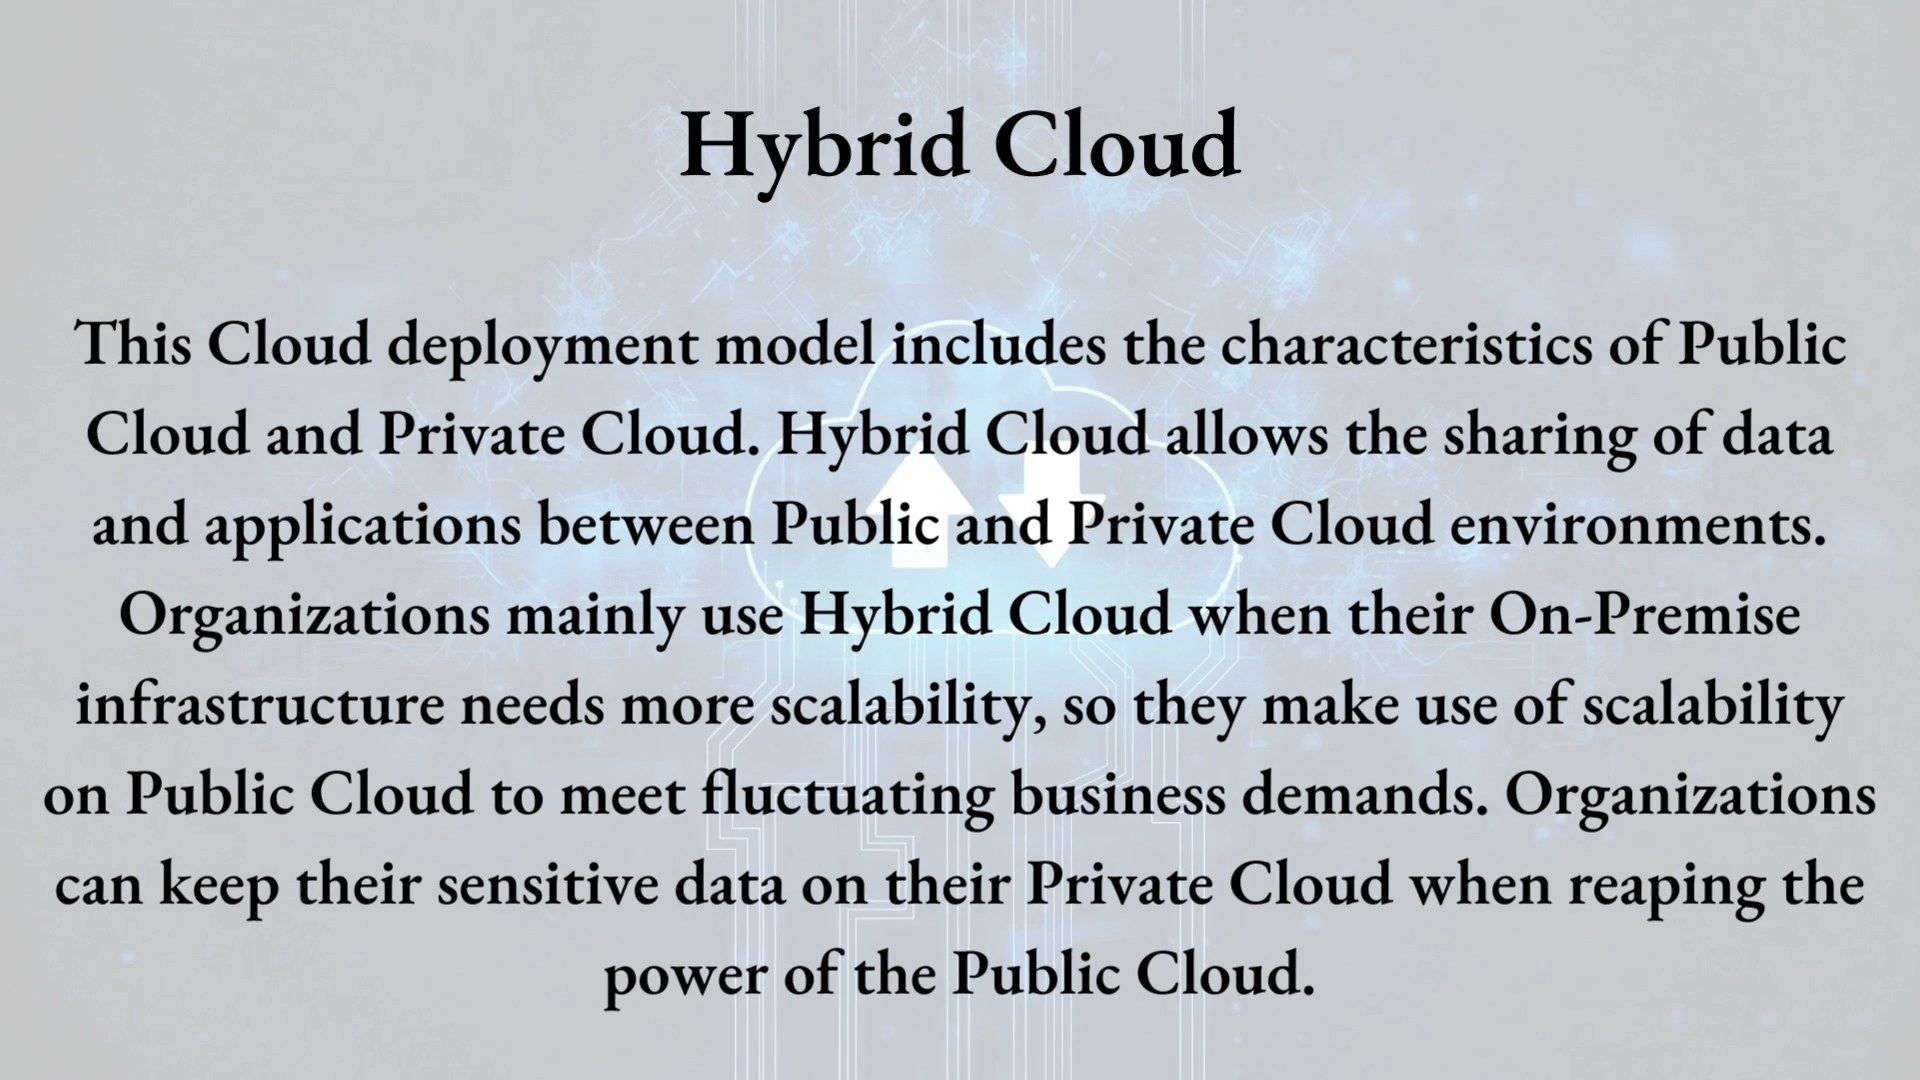 Hybrid Cloud
This Cloud deployment model includes the characteristics of Public
Cloud and Private Cloud. Hybrid Cloud allows the sharing of data
and applications between Public and Private Cloud environments.
Organizations mainly use Hybrid Cloud when their On-Premise
infrastructure needs more scalability, so they make use of scalability
on Public Cloud to meet fluctuating business demands. Organizations
can keep their sensitive data on their Private Cloud when reaping the
power of the Public Cloud.